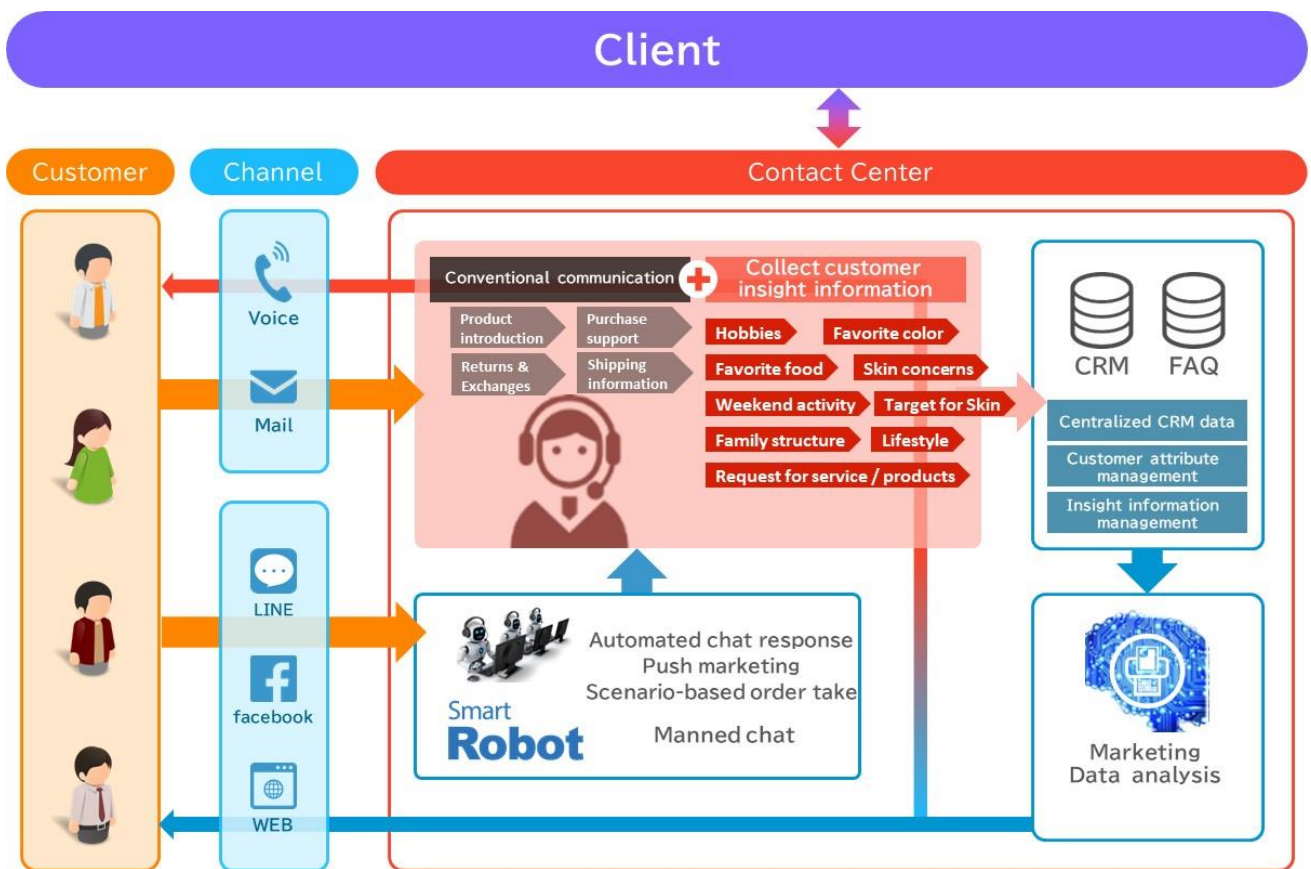 Client
Customer
Channel
Contact Center
Voice
Mail
LINE
facebook
WEB
Conventional communication
Collect customer
insight information
Product
introduction
Purchase
support
Returns &
Exchanges
Shipping
information
Hobbies
Favorite color
Favorite food
Skin concerns
Weekend activity
Target for Skin
Family structure
Lifestyle
Request for service / products
CRM
FAQ
Centralized CRM data
Customer attribute
management
Insight information
management
Smart
Robot
Automated chat response
Push marketing
Scenario-based order take
Manned chat
Marketing
Data analysis